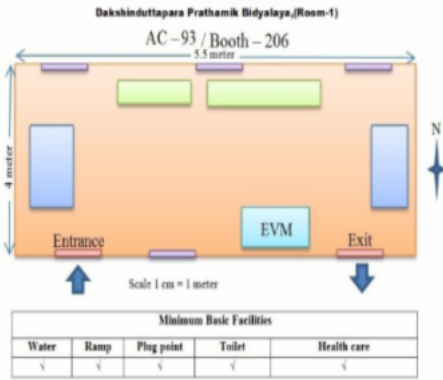 Dakshinduttapara Prathamik Bidyalaya,(Room-1)
AC –93 / Booth – 206
5.5 meter
4 meter
N
EVM
Entrance
Exit
Scale 1 cm = 1 meter
Minimum Basic Facilities
Water Ramp Plug point Toilet Health care
√ √ √ √ √